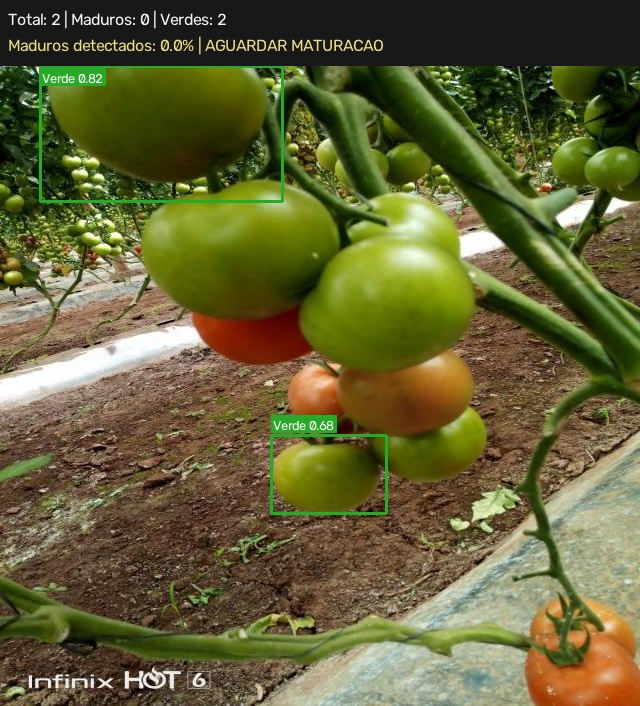 Total: 2 | Maduros: 0 | Verdes: 2
Maduros detectados: 0.0% | AGUARDAR MATURACAO
Verde 0.82
Verde 0.68
Infinix HOT 6